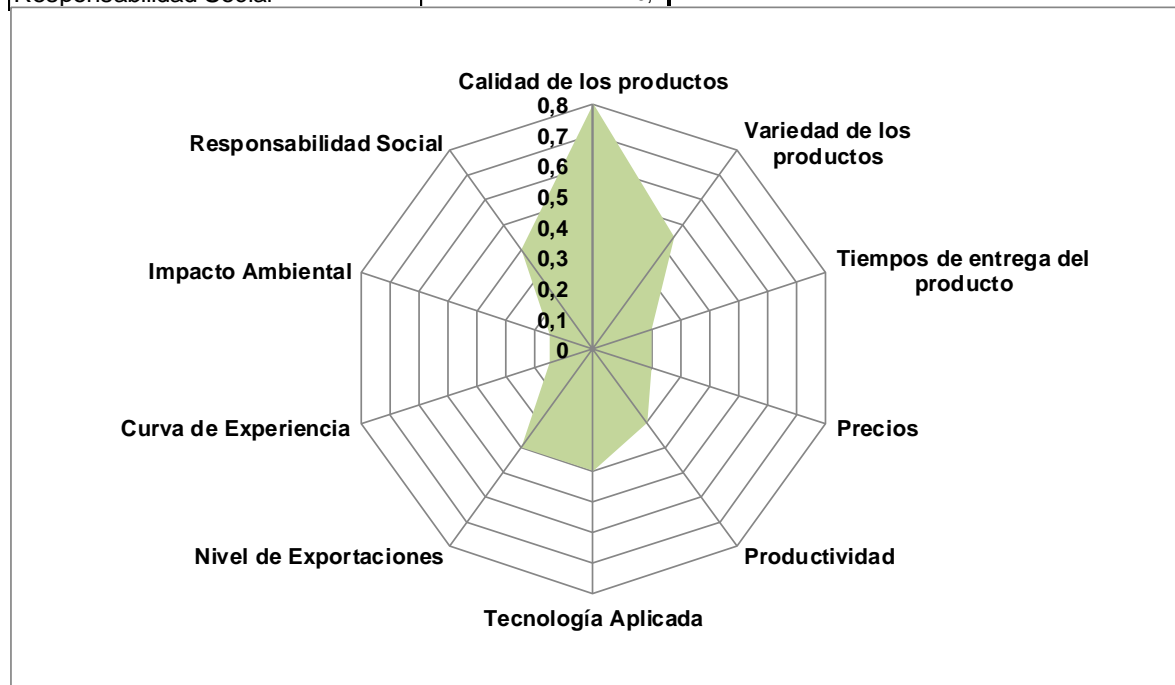 Responsabilidad Social
Calidad de los productos
Variedad de los
productos
Tiempos de entrega del
producto
Precios
Productividad
Tecnología Aplicada
Nivel de Exportaciones
Curva de Experiencia
Impacto Ambiental
Responsabilidad Social
0,8
0,7
0,6
0,5
0,4
0,3
0,2
0,1
0